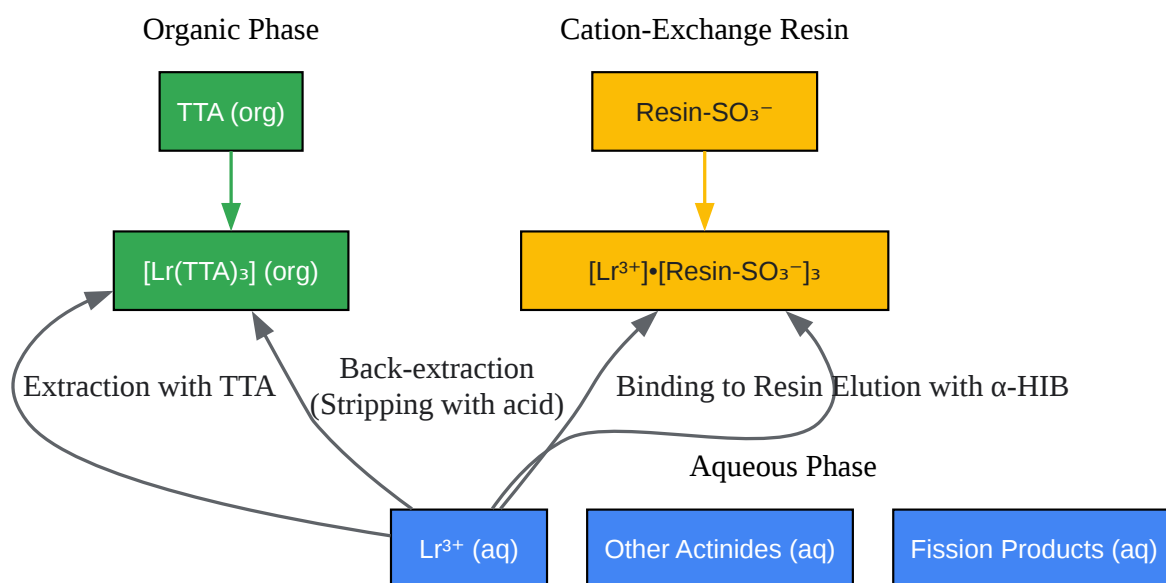 Organic Phase
Cation-Exchange Resin
TTA (org)
Resin-SO₃⁻
[Lr(TTA)₃] (org)
[Lr³⁺]•[Resin-SO₃⁻]₃
Extraction with TTA
Back-extraction
(Stripping with acid)
Binding to Resin
Elution with α-HIB
Aqueous Phase
Lr³⁺ (aq)
Other Actinides (aq)
Fission Products (aq)